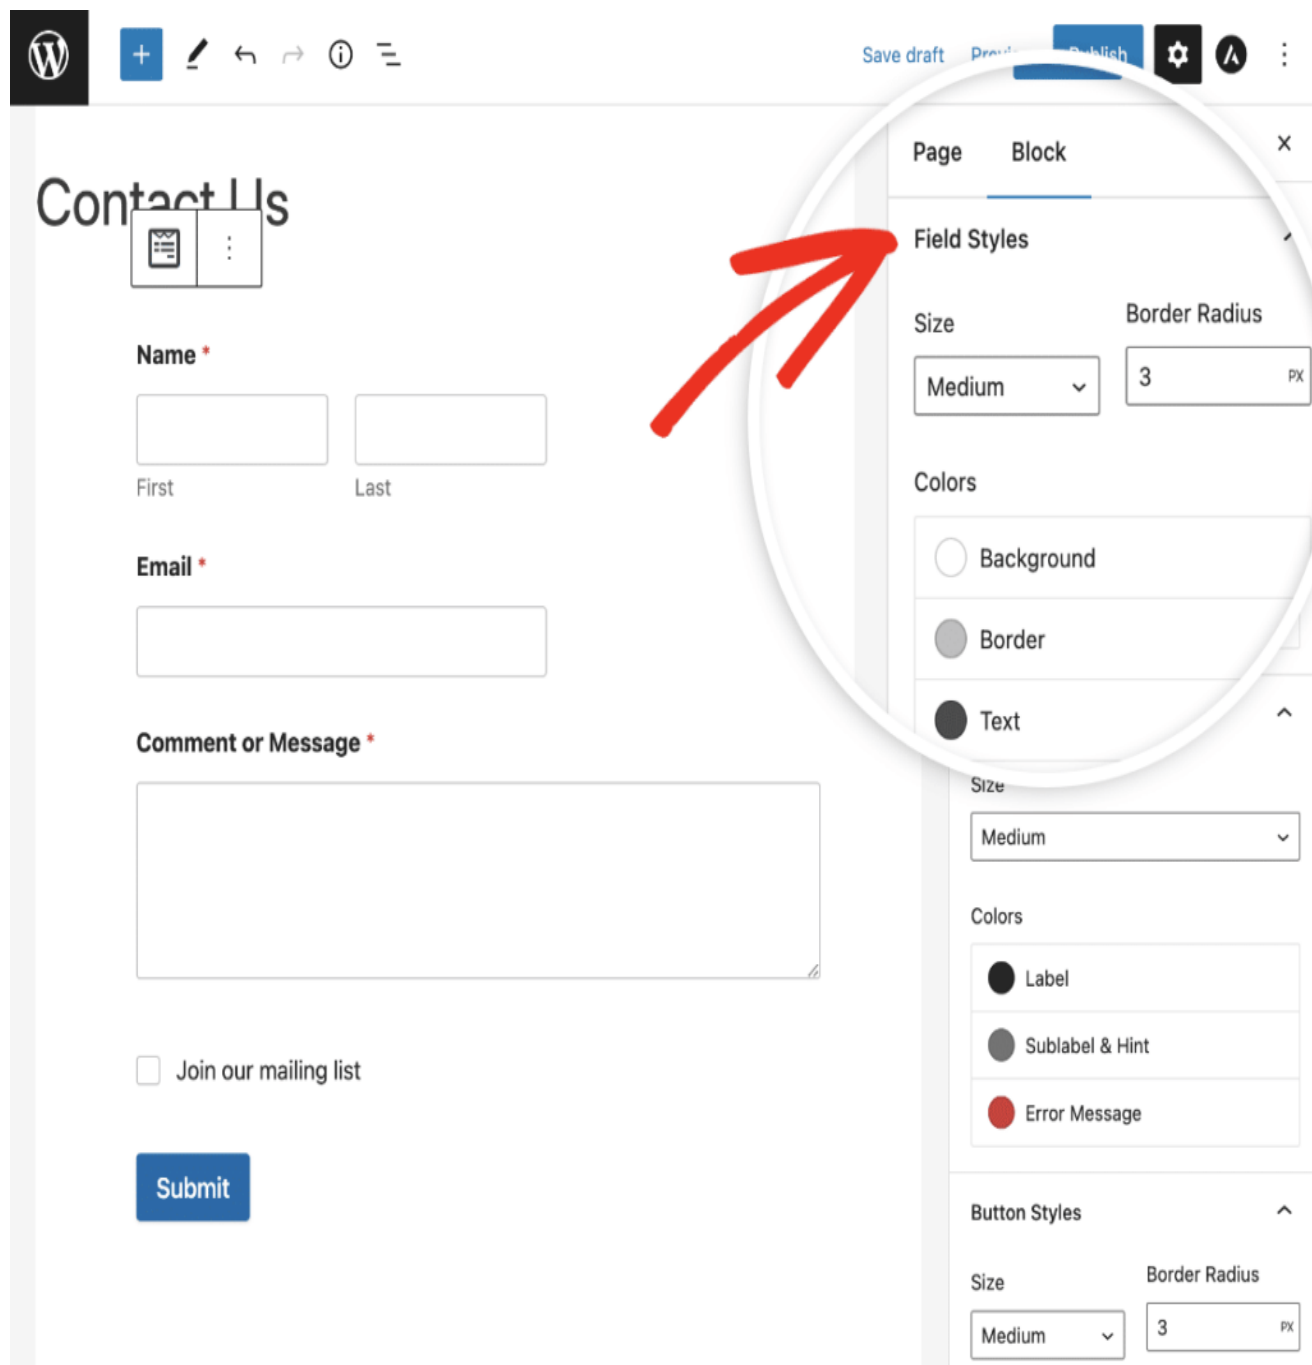 Save draft
Preview
Publish
Contact Us
Page
Block
Field Styles
Size
Border Radius
Medium
3
PX
Colors
Background
Border
Text
Name *
First
Last
Email *
Comment or Message *
Join our mailing list
Submit
Size
Medium
Colors
Label
Sublabel & Hint
Error Message
Button Styles
Size
Border Radius
Medium
3
PX